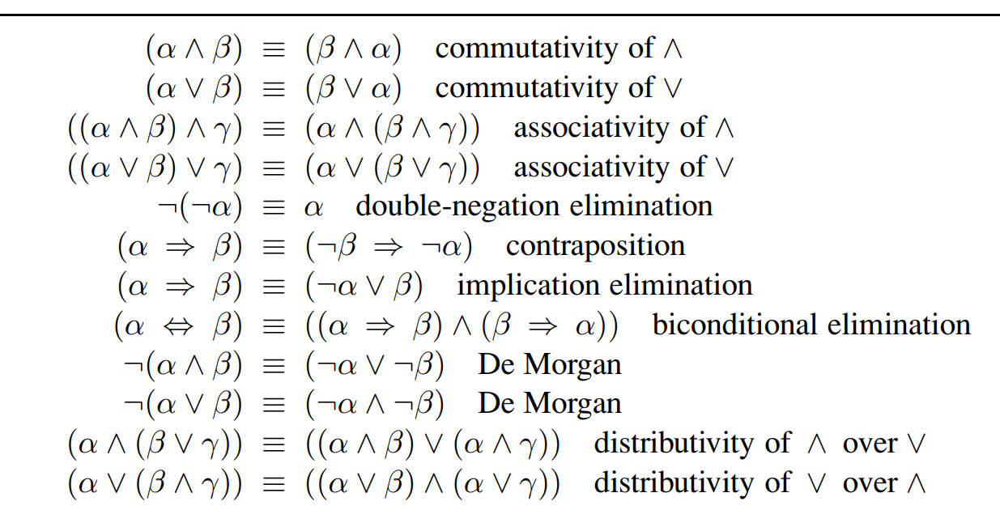 (α ∧ β) ≡ (β ∧ α) commutativity of ∧
(α ∨ β) ≡ (β ∨ α) commutativity of ∨
((α ∧ β) ∧ γ) ≡ (α ∧ (β ∧ γ)) associativity of ∧
((α ∨ β) ∨ γ) ≡ (α ∨ (β ∨ γ)) associativity of ∨
¬(¬α) ≡ α double-negation elimination
(α ⇒ β) ≡ (¬β ⇒ ¬α) contraposition
(α ⇒ β) ≡ (¬α ∨ β) implication elimination
(α ⇔ β) ≡ ((α ⇒ β) ∧ (β ⇒ α)) biconditional elimination
¬(α ∧ β) ≡ (¬α ∨ ¬β) De Morgan
¬(α ∨ β) ≡ (¬α ∧ ¬β) De Morgan
(α ∧ (β ∨ γ)) ≡ ((α ∧ β) ∨ (α ∧ γ)) distributivity of ∧ over ∨
(α ∨ (β ∧ γ)) ≡ ((α ∨ β) ∧ (α ∨ γ)) distributivity of ∨ over ∧